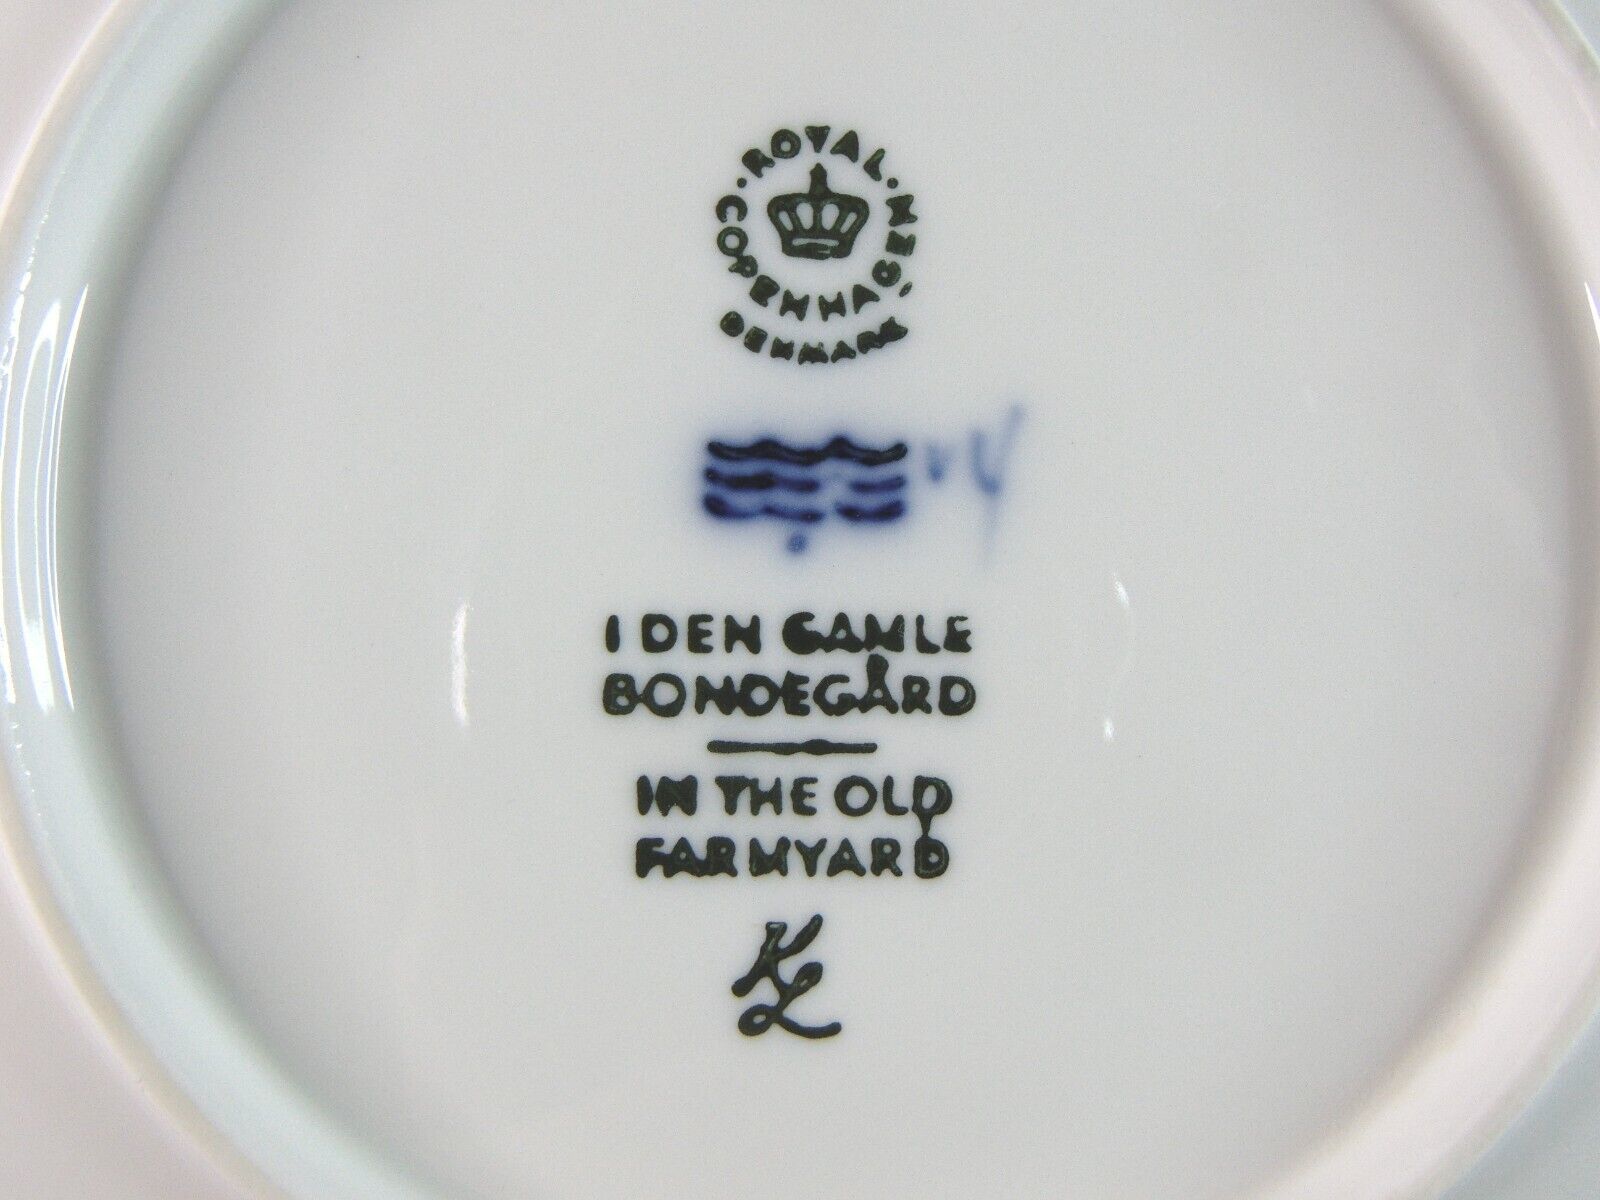 ROYAL
COPENHAGEN
DENMARK
I DEN GAMLE
BONDEGÅRD
IN THE OLD
FARMYARD
KL